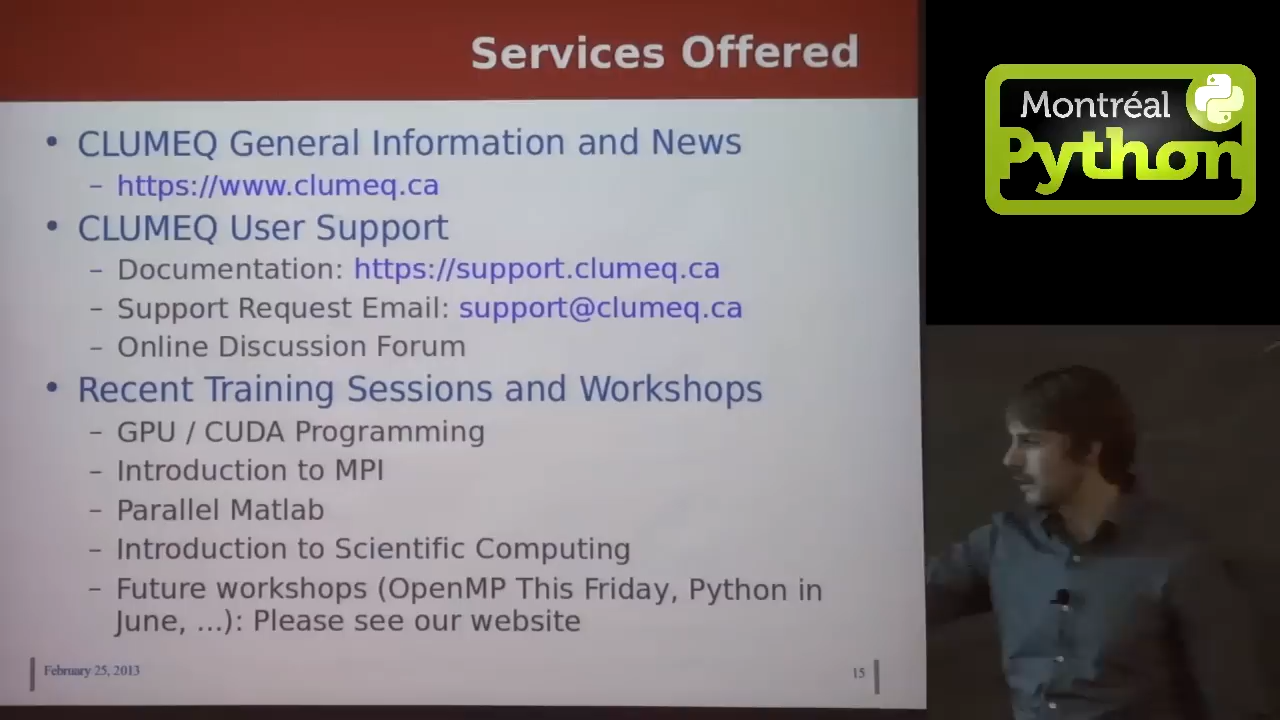 Services Offered
• CLUMEQ General Information and News
– https://www.clumeq.ca
• CLUMEQ User Support
– Documentation: https://support.clumeq.ca
– Support Request Email: support@clumeq.ca
– Online Discussion Forum
• Recent Training Sessions and Workshops
– GPU / CUDA Programming
– Introduction to MPI
– Parallel Matlab
– Introduction to Scientific Computing
– Future workshops (OpenMP This Friday, Python in
June, ...): Please see our website
February 25, 2013
15
Montréal
Python